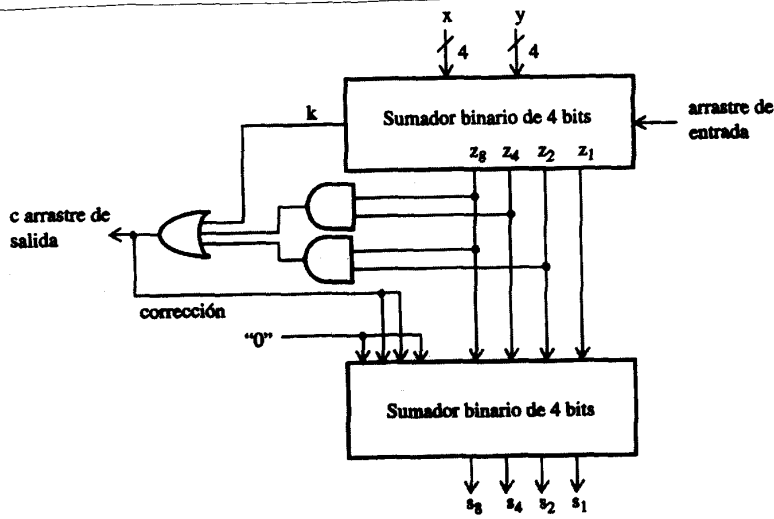 x y
4 4
k
Sumador binario de 4 bits
arrastre de
entrada
z8 z4 z2 z1
c arrastre de
salida
corrección
“0”
Sumador binario de 4 bits
s8 s4 s2 s1